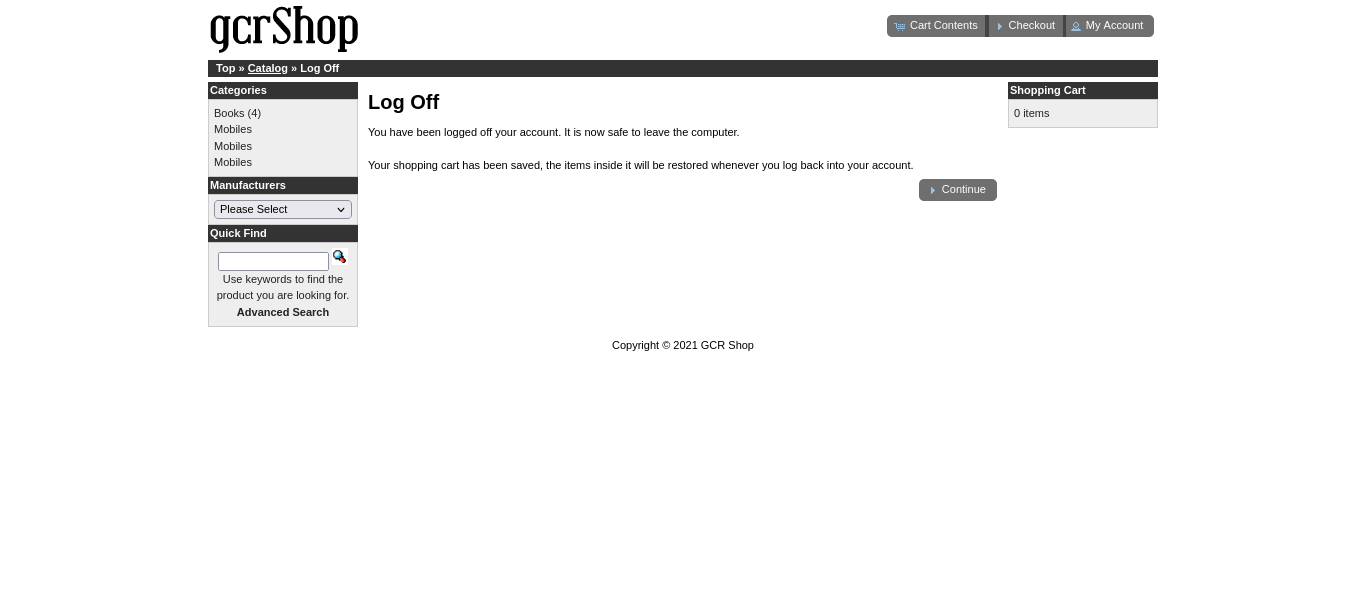 gcrShop
Cart Contents Checkout My Account
Top » Catalog » Log Off
Categories
Books (4)
Mobiles
Mobiles
Mobiles
Manufacturers
Please Select
Quick Find
Use keywords to find the
product you are looking for.
Advanced Search
Log Off
You have been logged off your account. It is now safe to leave the computer.
Your shopping cart has been saved, the items inside it will be restored whenever you log back into your account.
Continue
Shopping Cart
0 items
Copyright © 2021 GCR Shop